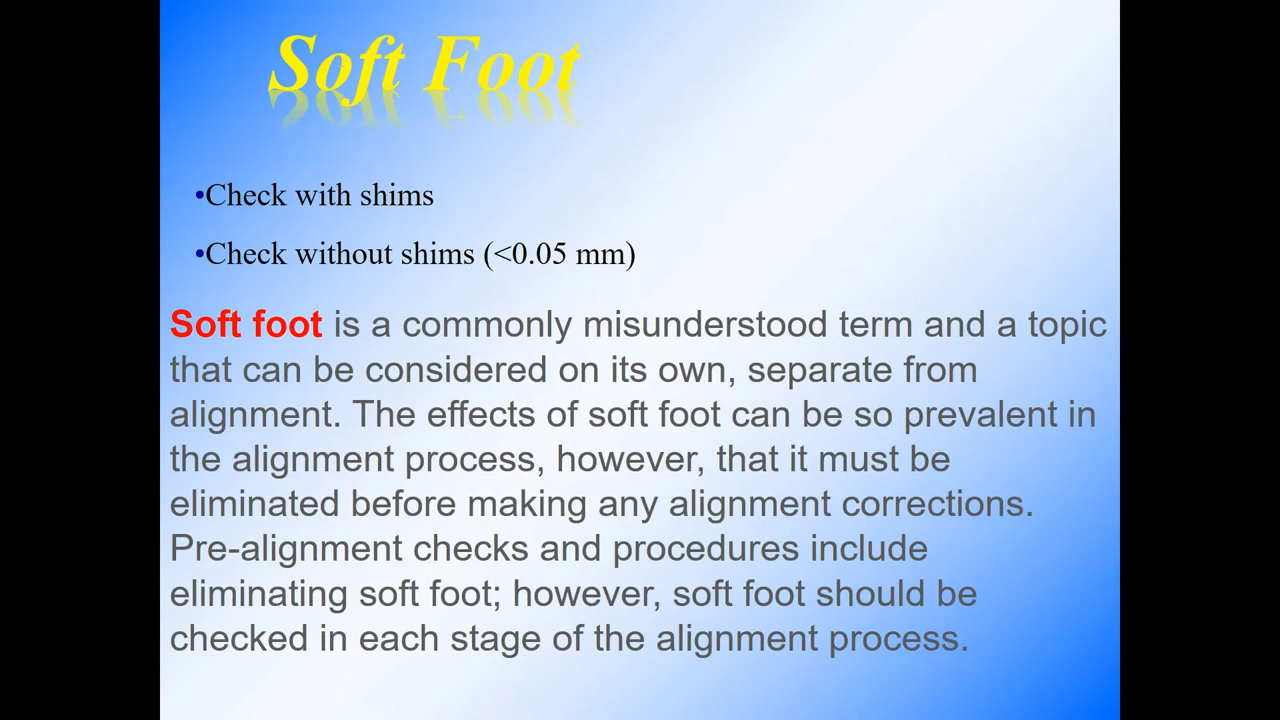 Soft Foot
•Check with shims
•Check without shims (<0.05 mm)
Soft foot is a commonly misunderstood term and a topic
that can be considered on its own, separate from
alignment. The effects of soft foot can be so prevalent in
the alignment process, however, that it must be
eliminated before making any alignment corrections.
Pre-alignment checks and procedures include
eliminating soft foot; however, soft foot should be
checked in each stage of the alignment process.